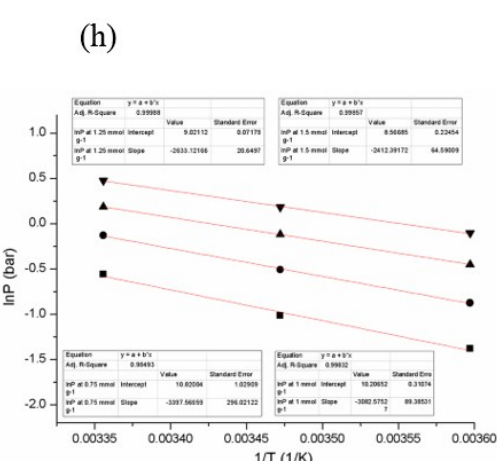 (h)
Equation y = a + b*x
Adj. R-Square 0.99988
Value Standard Error
lnP at 1.25 mmol g-1 Intercept 9.02112 0.07179
lnP at 1.25 mmol g-1 Slope -2633.12166 20.6497
Equation y = a + b*x
Adj. R-Square 0.99857
Value Standard Error
lnP at 1.5 mmol g-1 Intercept 8.56685 0.22454
lnP at 1.5 mmol g-1 Slope -2412.39172 64.59009
1.0
0.5
0.0
-0.5
-1.0
-1.5
-2.0
lnP (bar)
Equation y = a + b*x
Adj. R-Square 0.98493
Value Standard Error
lnP at 0.75 mmol g-1 Intercept 10.82004 1.02909
lnP at 0.75 mmol g-1 Slope -3397.56659 296.02122
Equation y = a + b*x
Adj. R-Square 0.99832
Value Standard Erro
lnP at 1 mmol g-1 Intercept 10.20652 0.31074
lnP at 1 mmol g-1 Slope -3082.5752 7 89.38531
0.00335 0.00340 0.00345 0.00350 0.00355 0.00360
1/T (1/K)